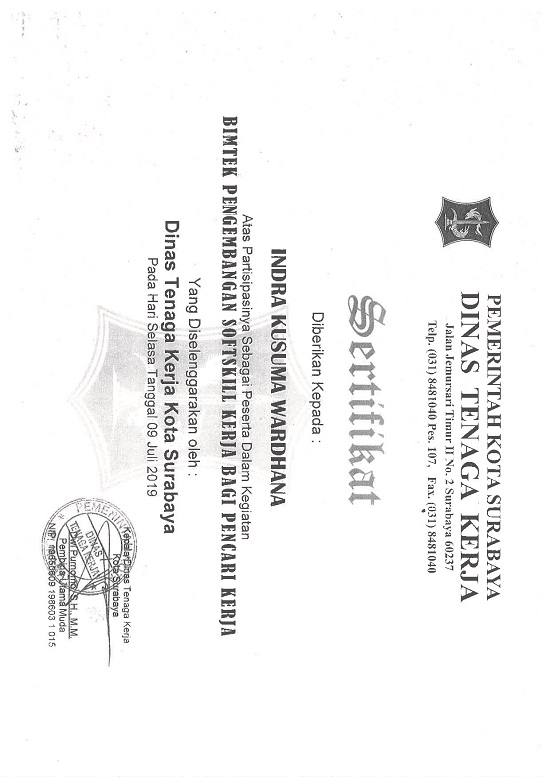 PEMERINTAH KOTA SURABAYA
DINAS TENAGA KERJA
Jalan Jemursari Timur II No. 2 Surabaya 60237
Telp. (031) 8481040 Pes. 107, Fax. (031) 8481040
Sertifikat
Diberikan Kepada :
INDRA KUSUMA WARDHANA
Atas Partisipasinya Sebagai Peserta Dalam Kegiatan
BIMTEK PENGEMBANGAN SOFTSKILL KERJA BAGI PENCARI KERJA
Yang Diselenggarakan oleh :
Dinas Tenaga Kerja Kota Surabaya
Pada Hari Selasa Tanggal 09 Juli 2019
Kepala Dinas Tenaga Kerja
Kota Surabaya
PEMERIN
DINAS
TENAGA KERJA
Dwi Purnomo, S.H., M.M.
Pembina Utama Muda
NIP. 198603 1 015